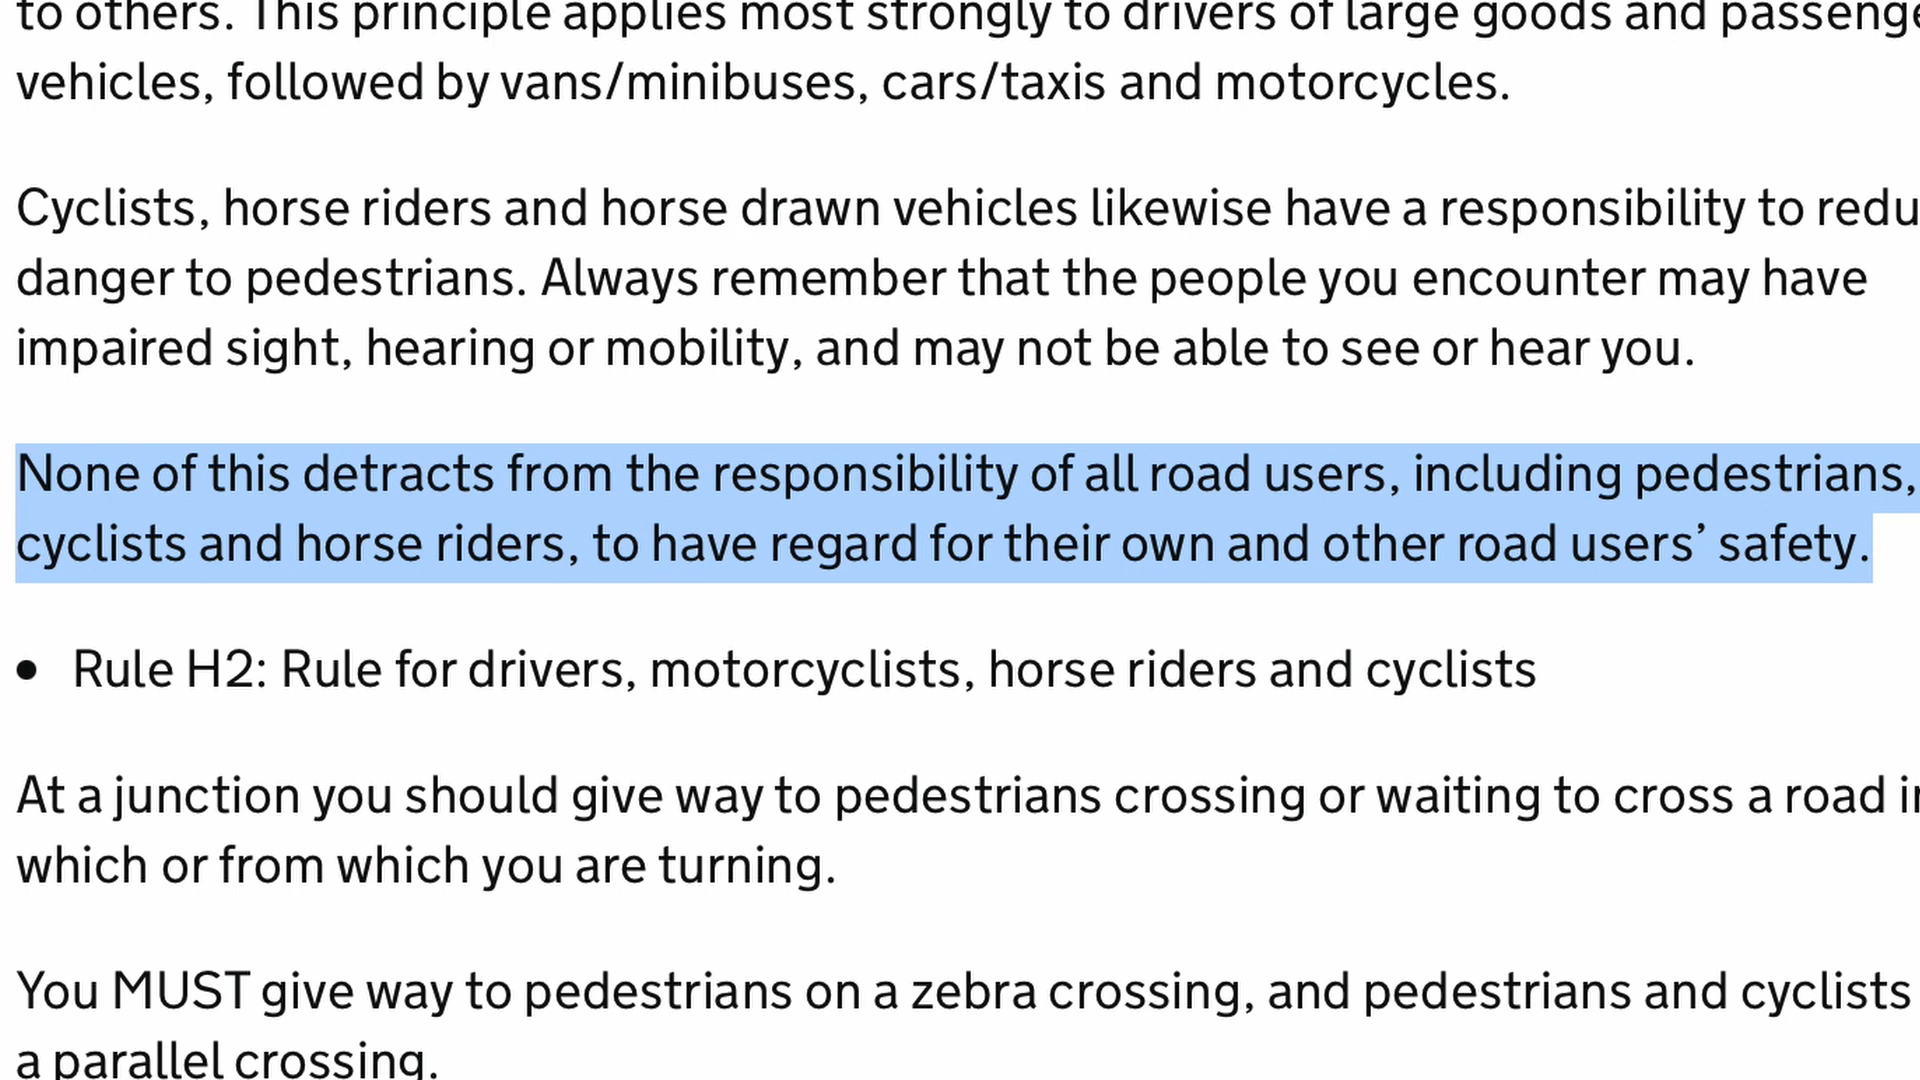 to others. This principle applies most strongly to drivers of large goods and
vehicles, followed by vans/minibuses, cars/taxis and motorcycles.
Cyclists, horse riders and horse drawn vehicles likewise have a responsibility to
danger to pedestrians. Always remember that the people you encounter may have
impaired sight, hearing or mobility, and may not be able to see or hear you.
None of this detracts from the responsibility of all road users, including pedestrians,
cyclists and horse riders, to have regard for their own and other road users’ safety.
• Rule H2: Rule for drivers, motorcyclists, horse riders and cyclists
At a junction you should give way to pedestrians crossing or waiting to cross a road
which or from which you are turning.
You MUST give way to pedestrians on a zebra crossing, and pedestrians and cyclists
a parallel crossing.